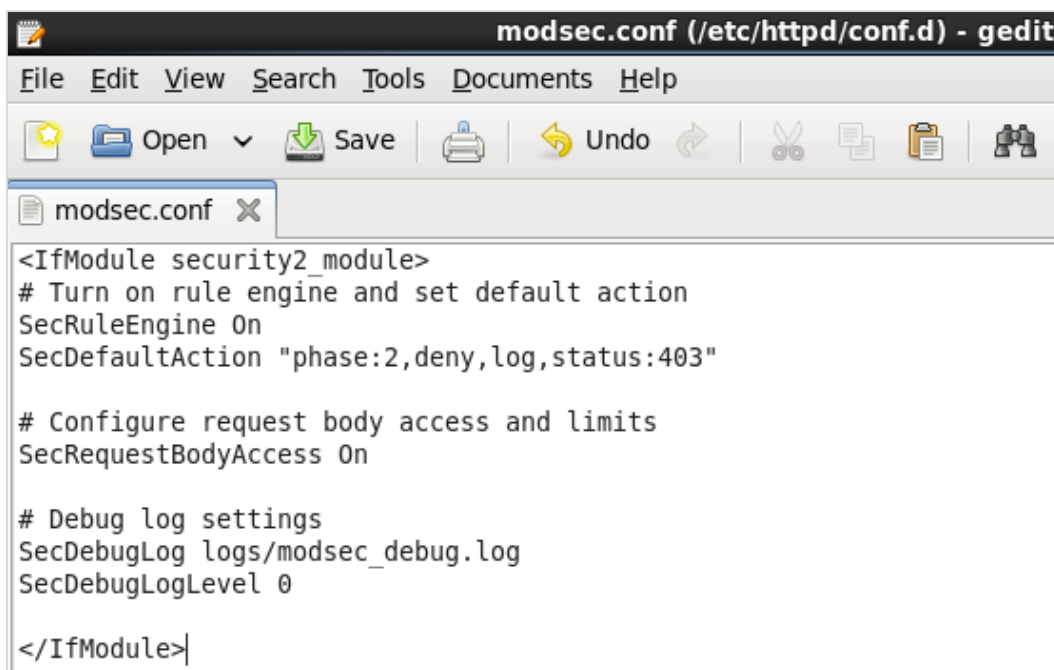 modsec.conf (/etc/httpd/conf.d) - gedit
File Edit View Search Tools Documents Help
Open Save Undo
modsec.conf
<IfModule security2_module>
# Turn on rule engine and set default action
SecRuleEngine On
SecDefaultAction "phase:2,deny,log,status:403"
# Configure request body access and limits
SecRequestBodyAccess On
# Debug log settings
SecDebugLog logs/modsec_debug.log
SecDebugLogLevel 0
</IfModule>